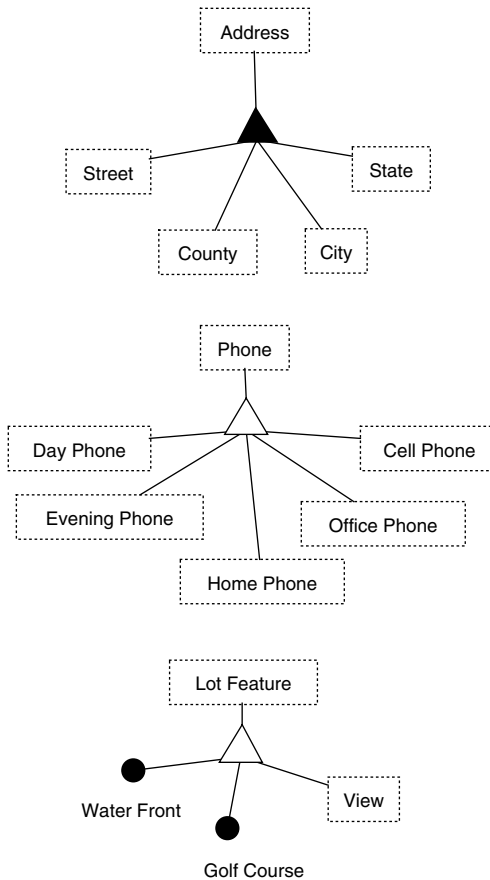 Address
Street
State
County
City
Phone
Day Phone
Cell Phone
Evening Phone
Office Phone
Home Phone
Lot Feature
Water Front
View
Golf Course